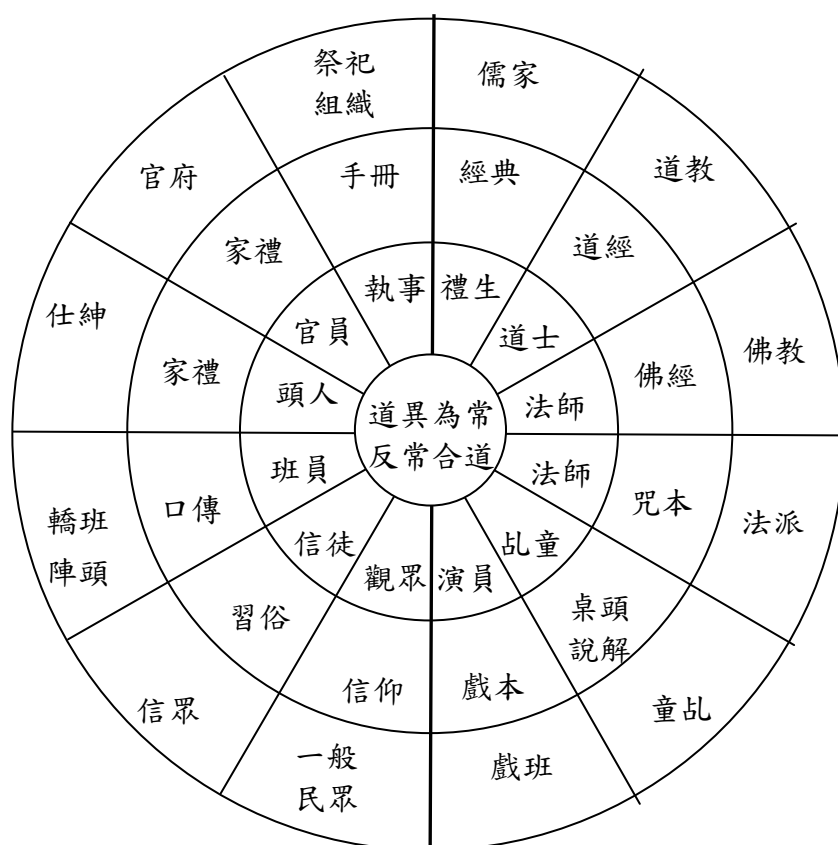 祭祀
組織
儒家
道教
佛教
法派
童乩
戲班
一般
民眾
信眾
轎班
陣頭
仕紳
官府
手冊
經典
道經
佛經
咒本
桌頭
說解
戲本
信仰
習俗
口傳
家禮
家禮
執事
禮生
道士
法師
法師
乩童
演員
觀眾
信徒
班員
頭人
官員
道異為常
反常合道